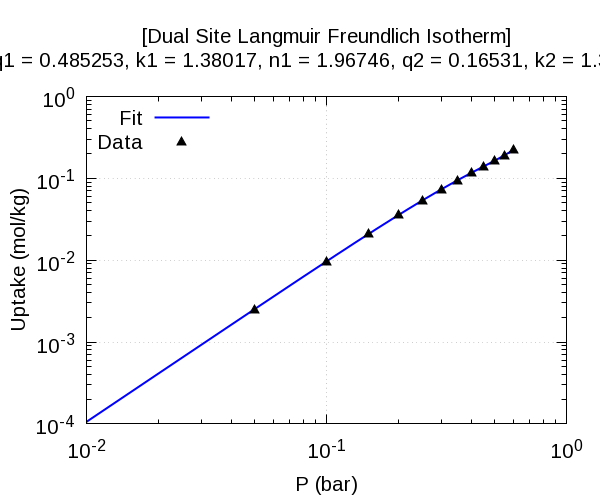 [Dual Site Langmuir Freundlich Isotherm]
q1 = 0.485253, k1 = 1.38017, n1 = 1.96746, q2 = 0.16531, k2 = 1.3
Fit
Data
Uptake (mol/kg)
10^0
10^-1
10^-2
10^-3
10^-4
10^-2
10^-1
10^0
P (bar)